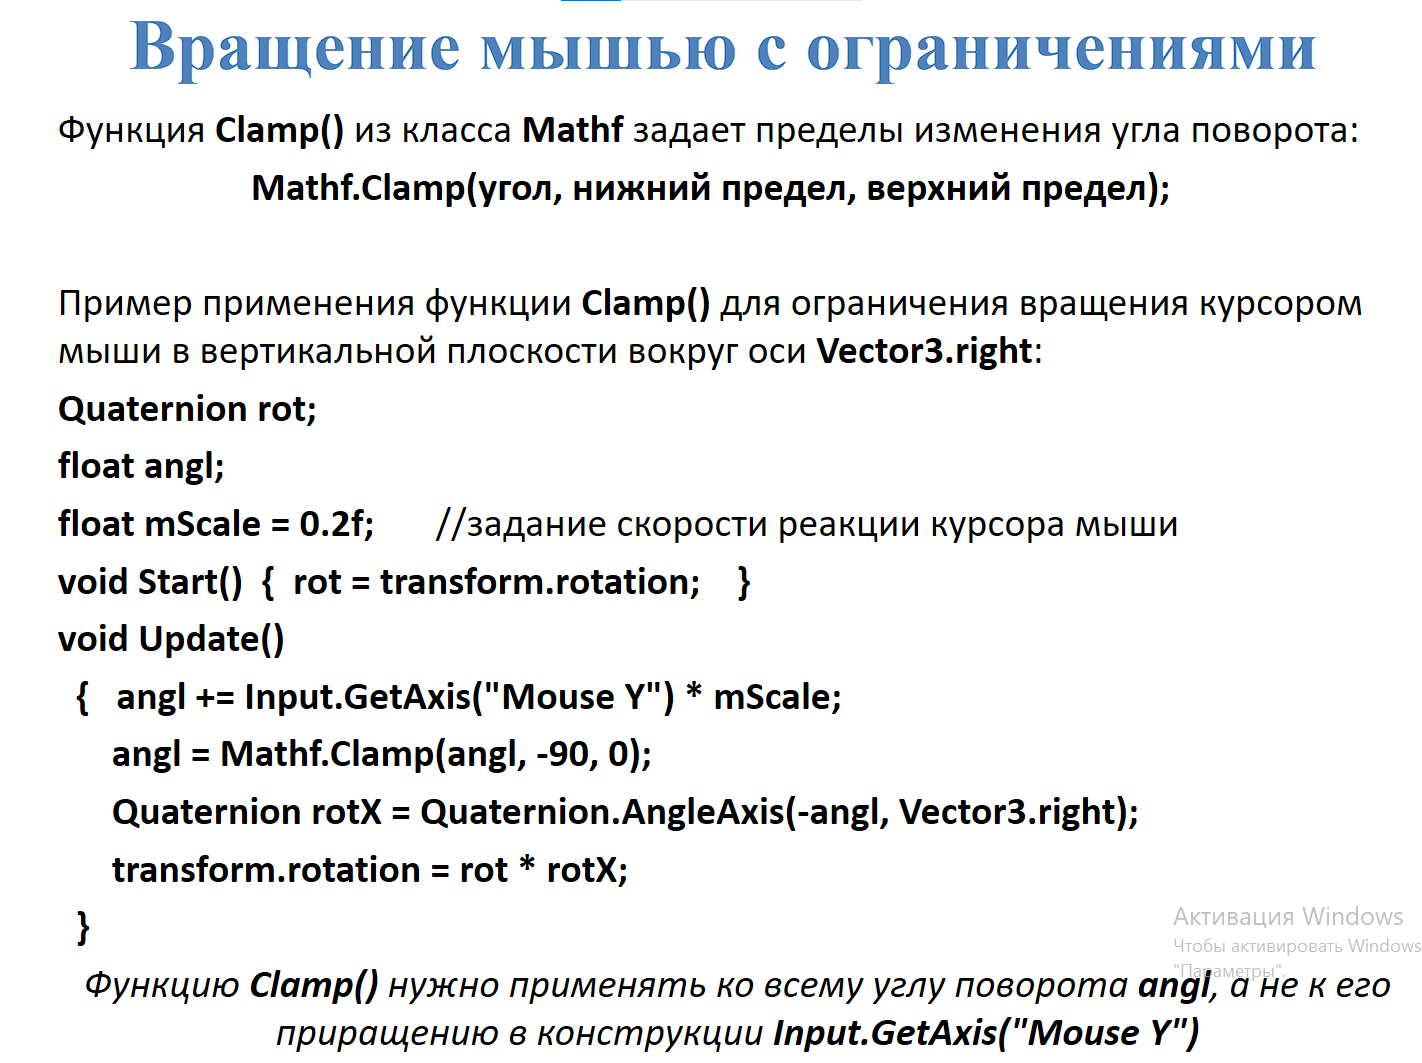 Вращение мышью с ограничениями
Функция Clamp() из класса Mathf задает пределы изменения угла поворота:
Mathf.Clamp(угол, нижний предел, верхний предел);
Пример применения функции Clamp() для ограничения вращения курсором
мыши в вертикальной плоскости вокруг оси Vector3.right:
Quaternion rot;
float angl;
float mScale = 0.2f; //задание скорости реакции курсора мыши
void Start() { rot = transform.rotation; }
void Update()
{ angl += Input.GetAxis("Mouse Y") * mScale;
angl = Mathf.Clamp(angl, -90, 0);
Quaternion rotX = Quaternion.AngleAxis(-angl, Vector3.right);
transform.rotation = rot * rotX;
}
Активация Windows
Чтобы активировать Windows
"Параметры".
Функцию Clamp() нужно применять ко всему углу поворота angl, а не к его
приращению в конструкции Input.GetAxis("Mouse Y")